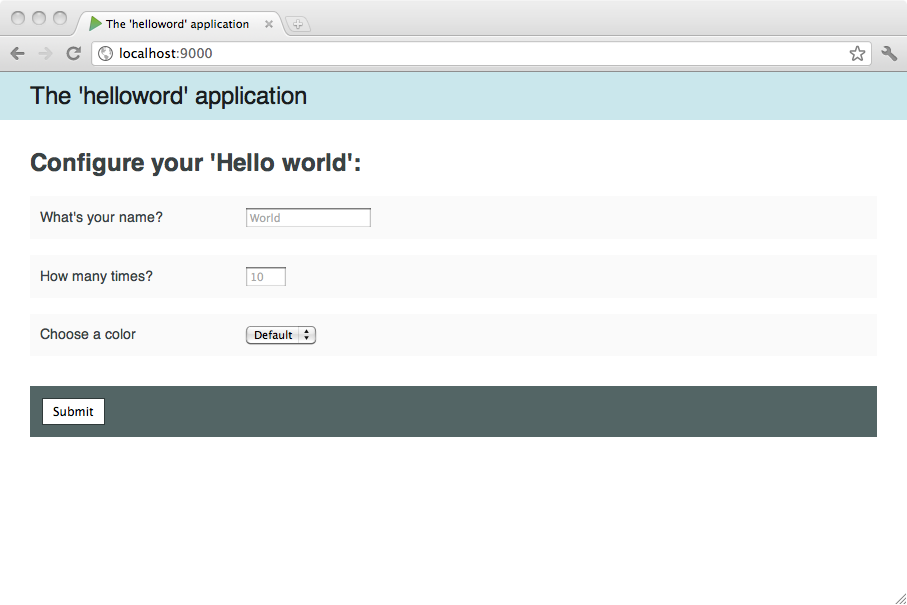 The 'helloword' application
localhost:9000
The 'helloword' application
Configure your 'Hello world':
What's your name? World
How many times? 10
Choose a color Default
Submit